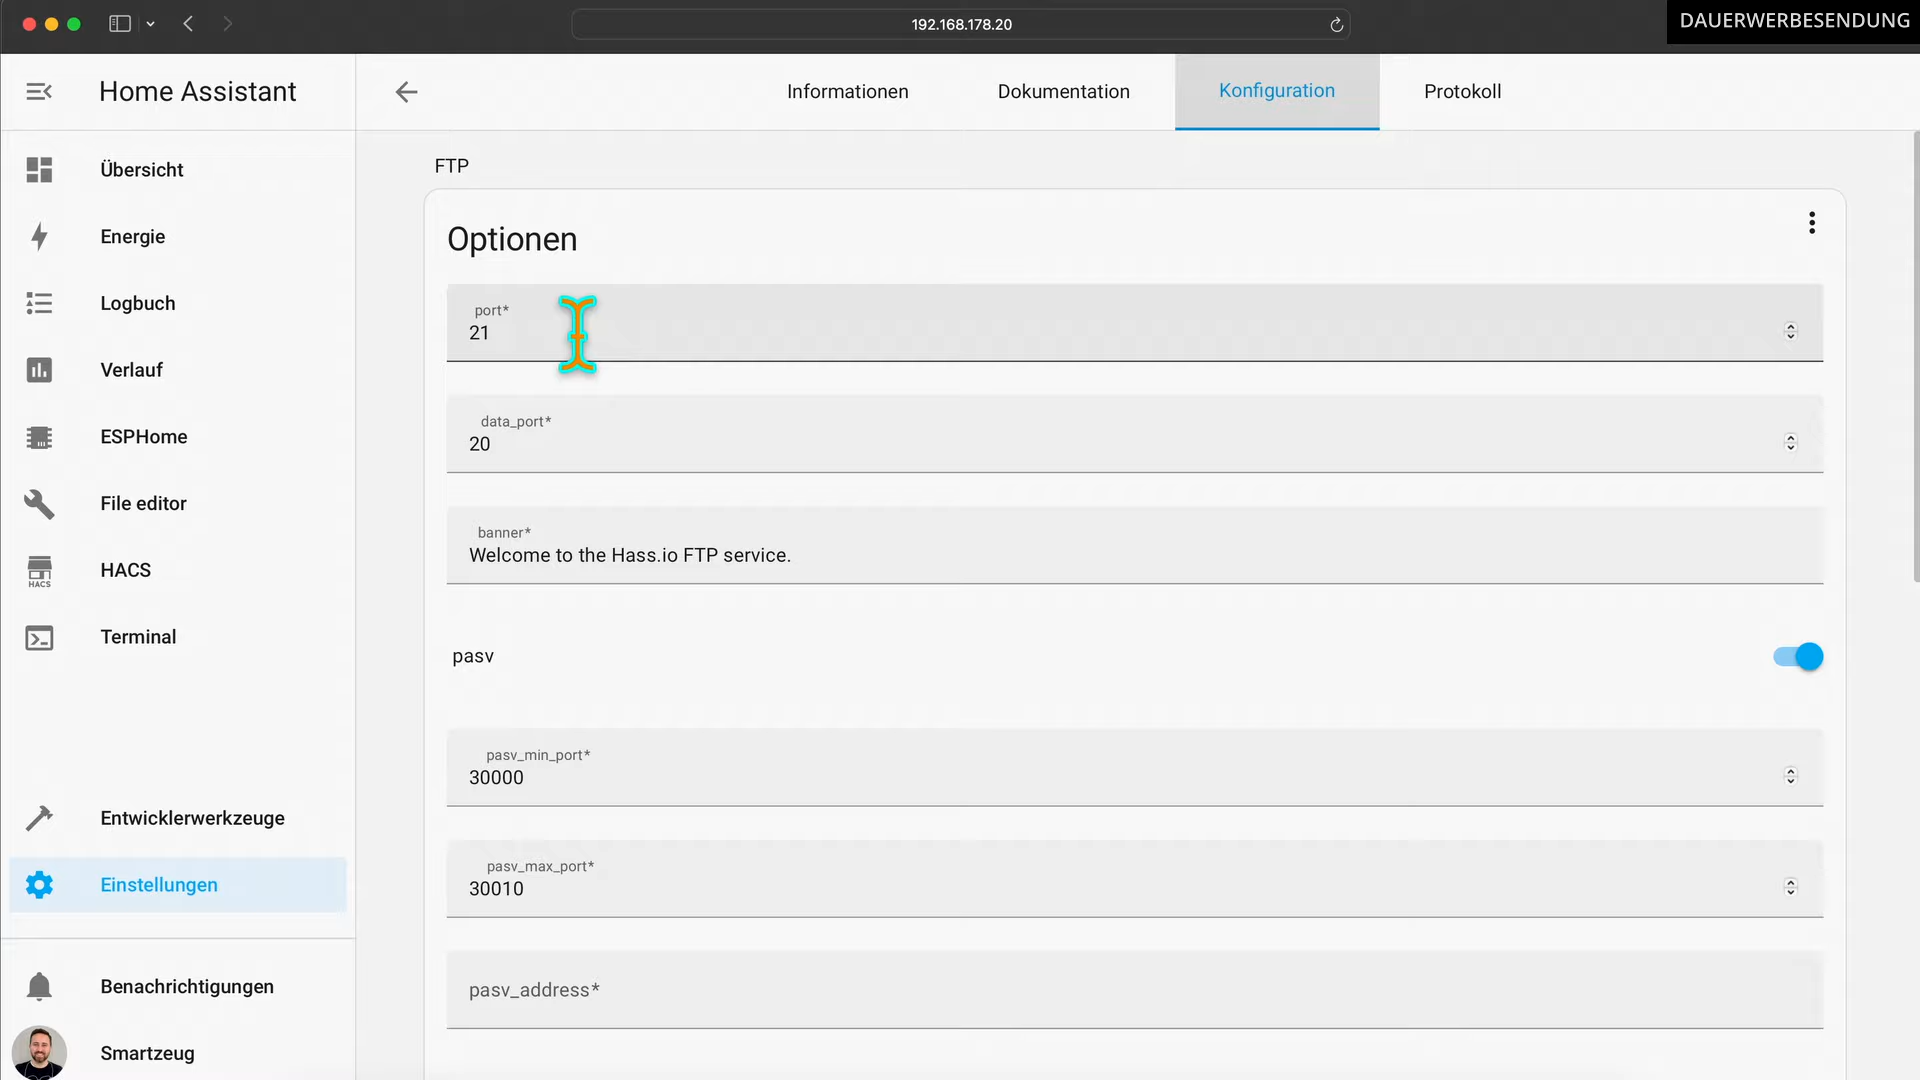 192.168.178.20
DAUERWERBESENDUNG
Home Assistant
Informationen
Dokumentation
Konfiguration
Protokoll
Übersicht
Energie
Logbuch
Verlauf
ESPHome
File editor
HACS
HACS
Terminal
Entwicklerwerkzeuge
Einstellungen
Benachrichtigungen
Smartzeug
FTP
Optionen
port*
21
data_port*
20
banner*
Welcome to the Hass.io FTP service.
pasv
pasv_min_port*
30000
pasv_max_port*
30010
pasv_address*